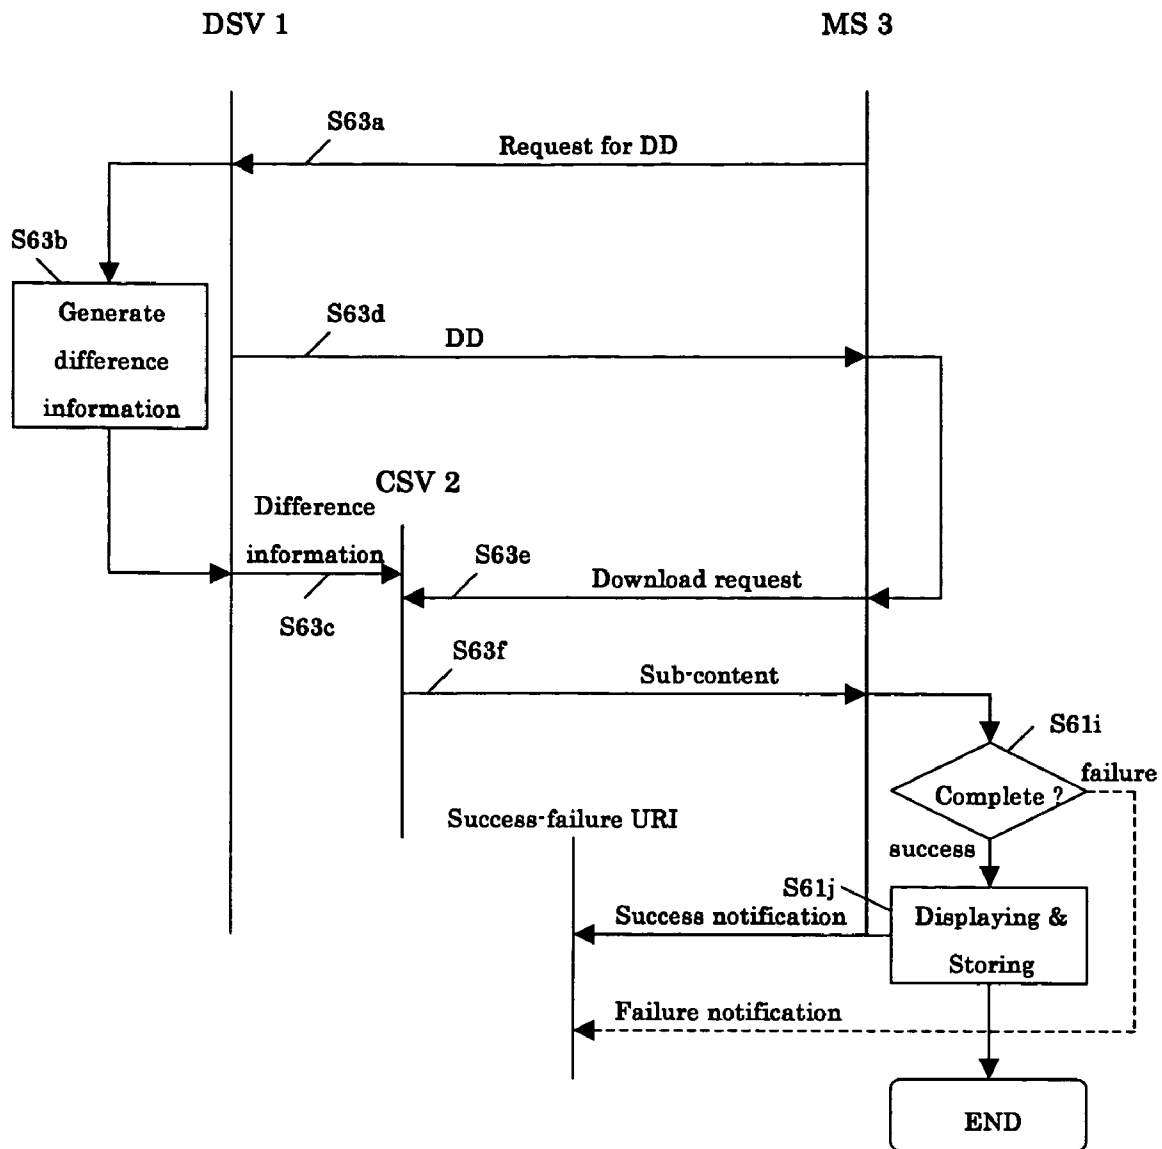 DSV 1
MS 3
S63a
Request for DD
S63b
Generate
difference
information
S63d
DD
CSV 2
Difference
information
S63e
Download request
S63c
S63f
Sub-content
S61i
failure
Complete ?
Success-failure URI
success
S61j
Success notification
Displaying &
Storing
Failure notification
END